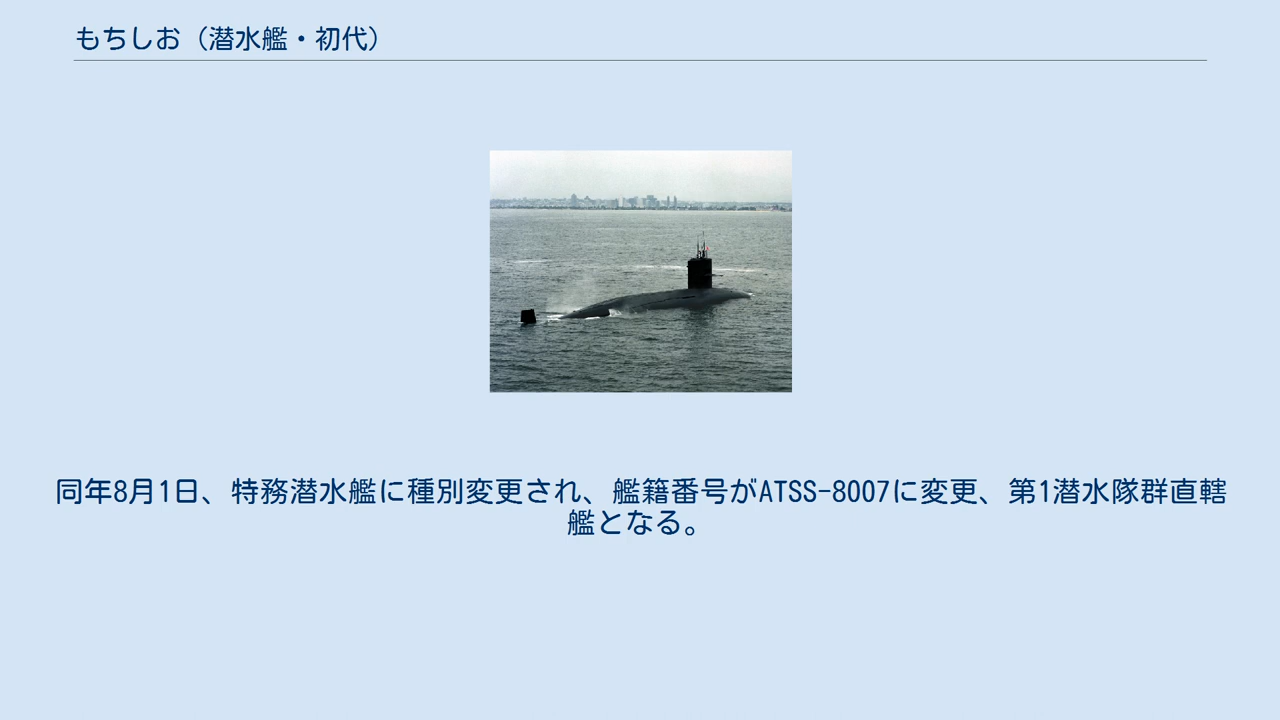 もちしお（潜水艦・初代）
同年8月1日、特務潜水艦に種別変更され、艦籍番号がATSS-8007に変更、第1潜水隊群直轄
艦となる。